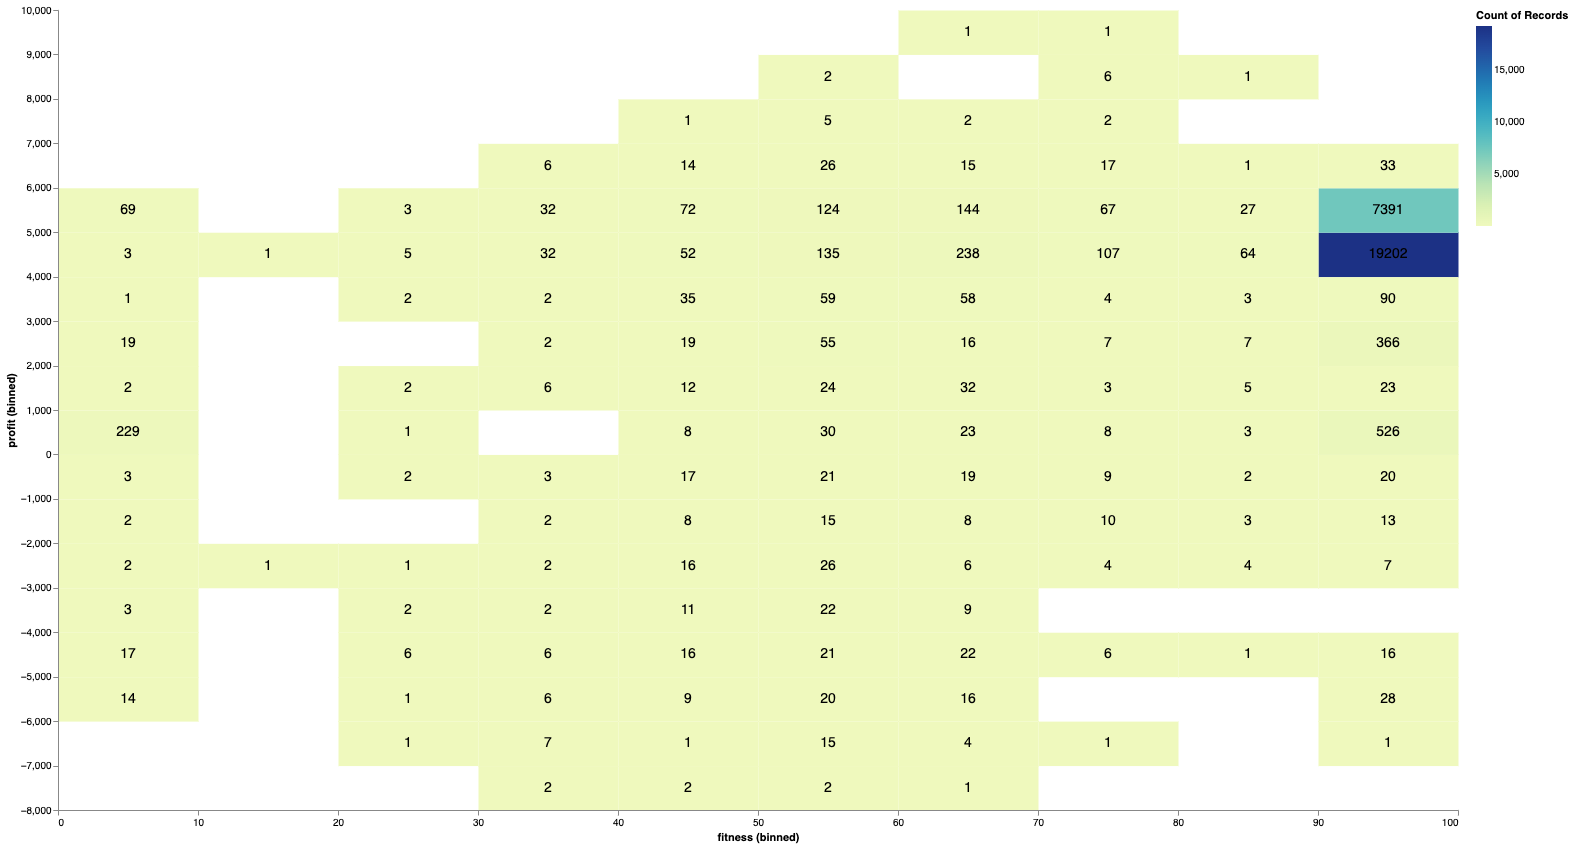 Count of Records
15,000
10,000
5,000
profit (binned)
10,000
1 1
9,000
2 6 1
8,000
1 5 2 2
7,000
6 14 26 15 17 1 33
6,000
69 3 32 72 124 144 67 27 7391
5,000
3 1 5 32 52 135 238 107 64 19202
4,000
1 2 2 35 59 58 4 3 90
3,000
19 2 19 55 16 7 7 366
2,000
2 2 6 12 24 32 3 5 23
1,000
229 1 8 30 23 8 3 526
0
3 2 3 17 21 19 9 2 20
−1,000
2 2 8 15 8 10 3 13
−2,000
2 1 1 2 16 26 6 4 4 7
−3,000
3 2 2 11 22 9
−4,000
17 6 6 16 21 22 6 1 16
−5,000
14 1 6 9 20 16 28
−6,000
1 7 1 15 4 1 1
−7,000
2 2 2 1
−8,000
0 10 20 30 40 50 60 70 80 90 100
fitness (binned)